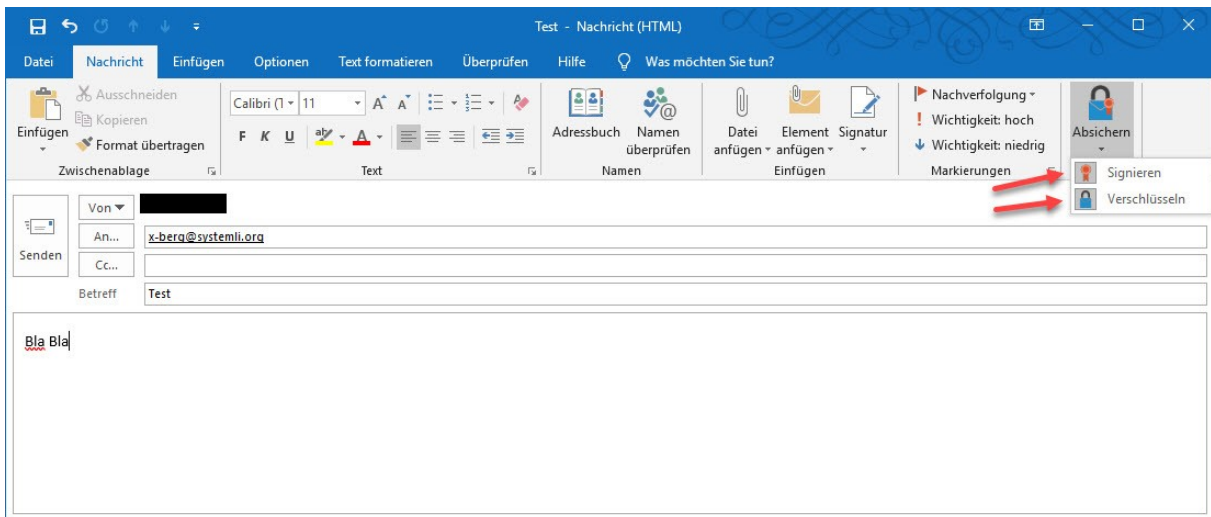 Test - Nachricht (HTML)
Datei Nachricht Einfügen Optionen Text formatieren Überprüfen Hilfe Was möchten Sie tun?
Einfügen
Ausschneiden
Kopieren
Format übertragen
Zwischenablage
Calibri (T 11 A A
F K U ab A
Text
Adressbuch
Namen überprüfen
Namen
Datei anfügen
Element anfügen
Signatur
Einfügen
Nachverfolgung
Wichtigkeit: hoch
Wichtigkeit: niedrig
Markierungen
Absichern
Signieren
Verschlüsseln
Senden
Von
An... x-berg@systemli.org
Cc...
Betreff Test
Bla Bla